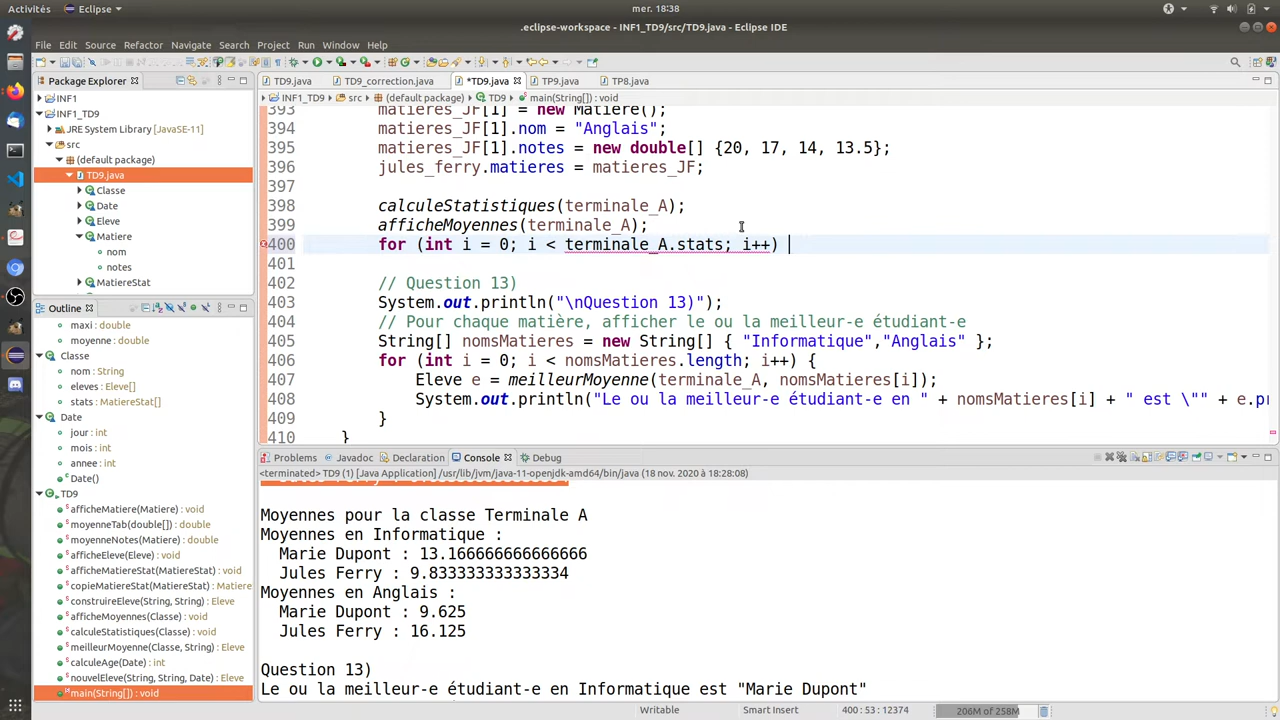 Activités Eclipse mer. 18:38
.eclipse-workspace - INF1_TD9/src/TD9.java - Eclipse IDE
File Edit Source Refactor Navigate Search Project Run Window Help
Package Explorer
INF1
INF1_TD9
JRE System Library [JavaSE-11]
src
(default package)
TD9.java
Classe
Date
Eleve
Matiere
nom
notes
MatiereStat
Outline
maxi : double
moyenne : double
Classe
nom : String
eleves : Eleve[]
stats : MatiereStat[]
Date
jour : int
mois : int
annee : int
Date()
TD9
afficheMatiere(Matiere) : void
moyenneTab(double[]) : double
moyenneNotes(Matiere) : double
afficheEleve(Eleve) : void
afficheMatiereStat(MatiereStat) : void
copieMatiereStat(MatiereStat) : Matiere
construireEleve(String, String) : Eleve
afficheMoyennes(Classe) : void
calculeStatistiques(Classe) : void
meilleurMoyenne(Classe, String) : Eleve
calculeAge(Date) : int
nouvelEleve(String, String, Date) : Eleve
main(String[]) : void
TD9.java TD9_correction.java *TD9.java TP9.java TP8.java
INF1_TD9 src (default package) TD9 main(String[]) : void
393 matieres_JF[1] = new Matiere();
394 matieres_JF[1].nom = "Anglais";
395 matieres_JF[1].notes = new double[] {20, 17, 14, 13.5};
396 jules_ferry.matieres = matieres_JF;
397
398 calculeStatistiques(terminale_A);
399 afficheMoyennes(terminale_A);
400 for (int i = 0; i < terminale_A.stats; i++)
401
402 // Question 13)
403 System.out.println("\nQuestion 13)");
404 // Pour chaque matière, afficher le ou la meilleur-e étudiant-e
405 String[] nomsMatieres = new String[] { "Informatique","Anglais" };
406 for (int i = 0; i < nomsMatieres.length; i++) {
407 Eleve e = meilleurMoyenne(terminale_A, nomsMatieres[i]);
408 System.out.println("Le ou la meilleur-e étudiant-e en " + nomsMatieres[i] + " est \"" + e.pr
409 }
410 }
Problems Javadoc Declaration Console Debug
<terminated> TD9 (1) [Java Application] /usr/lib/jvm/java-11-openjdk-amd64/bin/java (18 nov. 2020 à 18:28:08)
Moyennes pour la classe Terminale A
Moyennes en Informatique :
Marie Dupont : 13.166666666666666
Jules Ferry : 9.833333333333334
Moyennes en Anglais :
Marie Dupont : 9.625
Jules Ferry : 16.125
Question 13)
Le ou la meilleur-e étudiant-e en Informatique est "Marie Dupont"
Writable Smart Insert 400 : 53 : 12374 206M of 258M